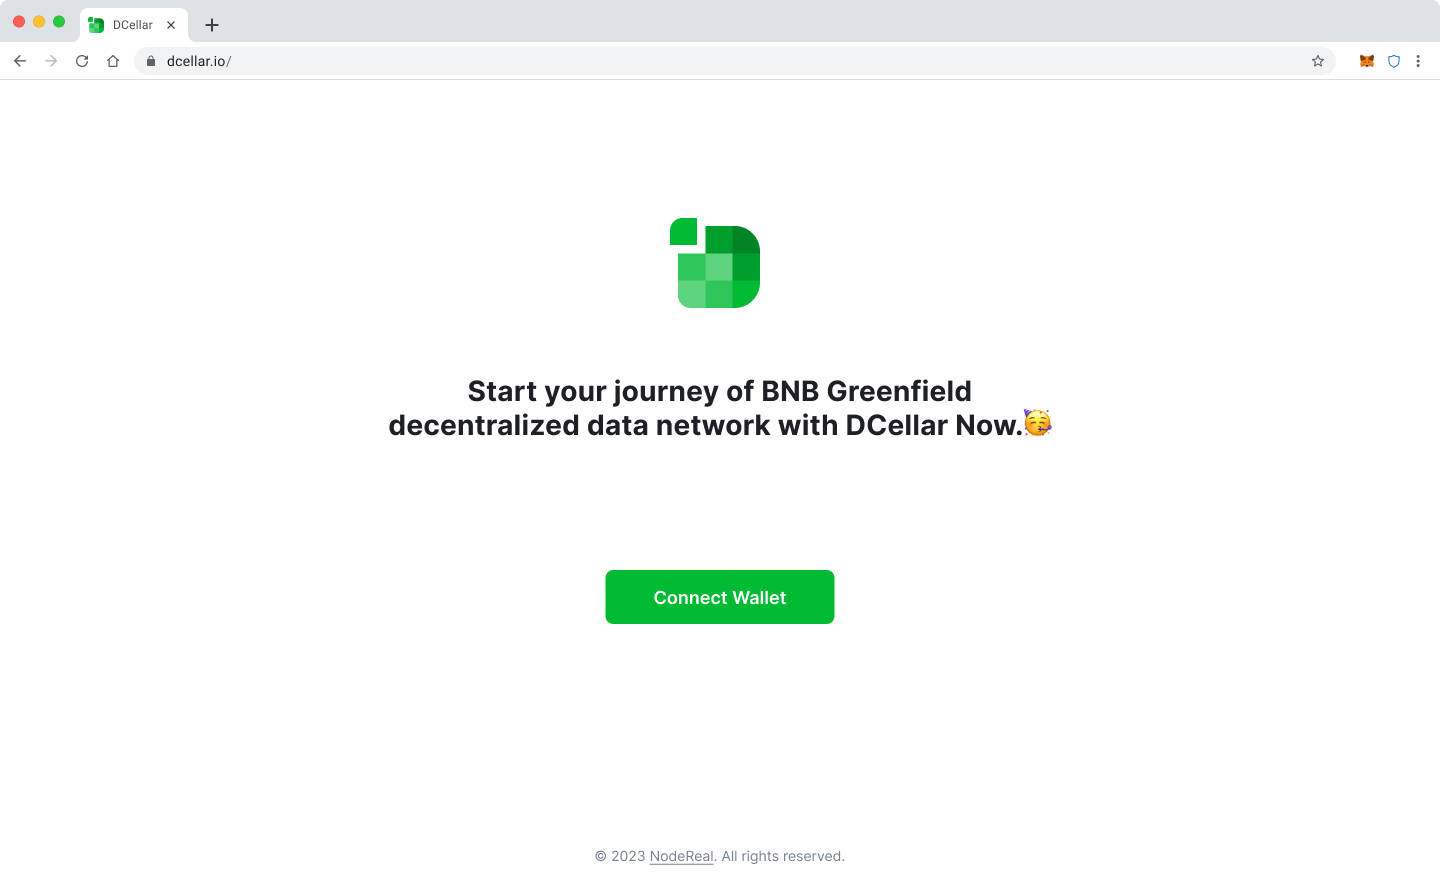 DCellar
dcellar.io/
Start your journey of BNB Greenfield
decentralized data network with DCellar Now.🥳
Connect Wallet
© 2023 NodeReal. All rights reserved.